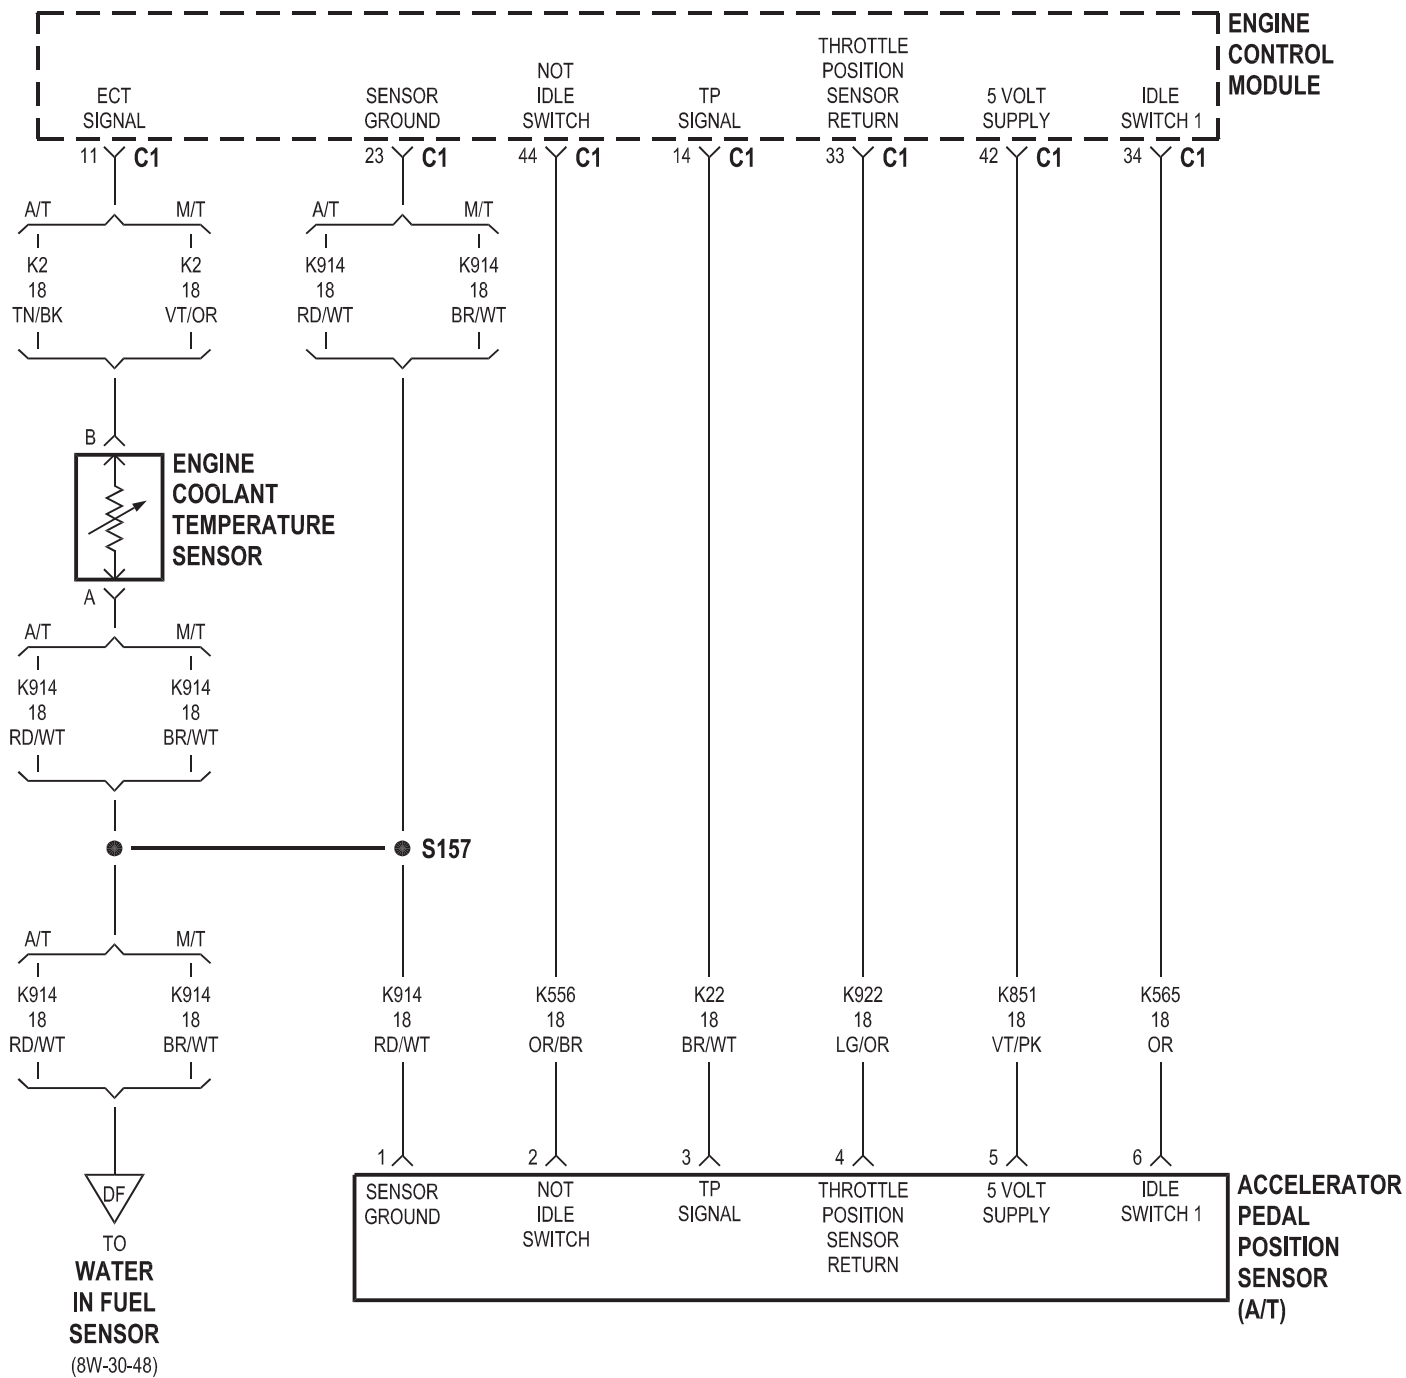 ENGINE
CONTROL
MODULE
ECT
SIGNAL
SENSOR
GROUND
NOT
IDLE
SWITCH
TP
SIGNAL
THROTTLE
POSITION
SENSOR
RETURN
5 VOLT
SUPPLY
IDLE
SWITCH 1
11 C1
23 C1
44 C1
14 C1
33 C1
42 C1
34 C1
A/T M/T
A/T M/T
K2
18
TN/BK
K2
18
VT/OR
K914
18
RD/WT
K914
18
BR/WT
B
ENGINE
COOLANT
TEMPERATURE
SENSOR
A
A/T M/T
K914
18
RD/WT
K914
18
BR/WT
S157
A/T M/T
K914
18
RD/WT
K914
18
BR/WT
K914
18
RD/WT
K556
18
OR/BR
K22
18
BR/WT
K922
18
LG/OR
K851
18
VT/PK
K565
18
OR
DF
TO
WATER
IN FUEL
SENSOR
(8W-30-48)
1
2
3
4
5
6
SENSOR
GROUND
NOT
IDLE
SWITCH
TP
SIGNAL
THROTTLE
POSITION
SENSOR
RETURN
5 VOLT
SUPPLY
IDLE
SWITCH 1
ACCELERATOR
PEDAL
POSITION
SENSOR
(A/T)